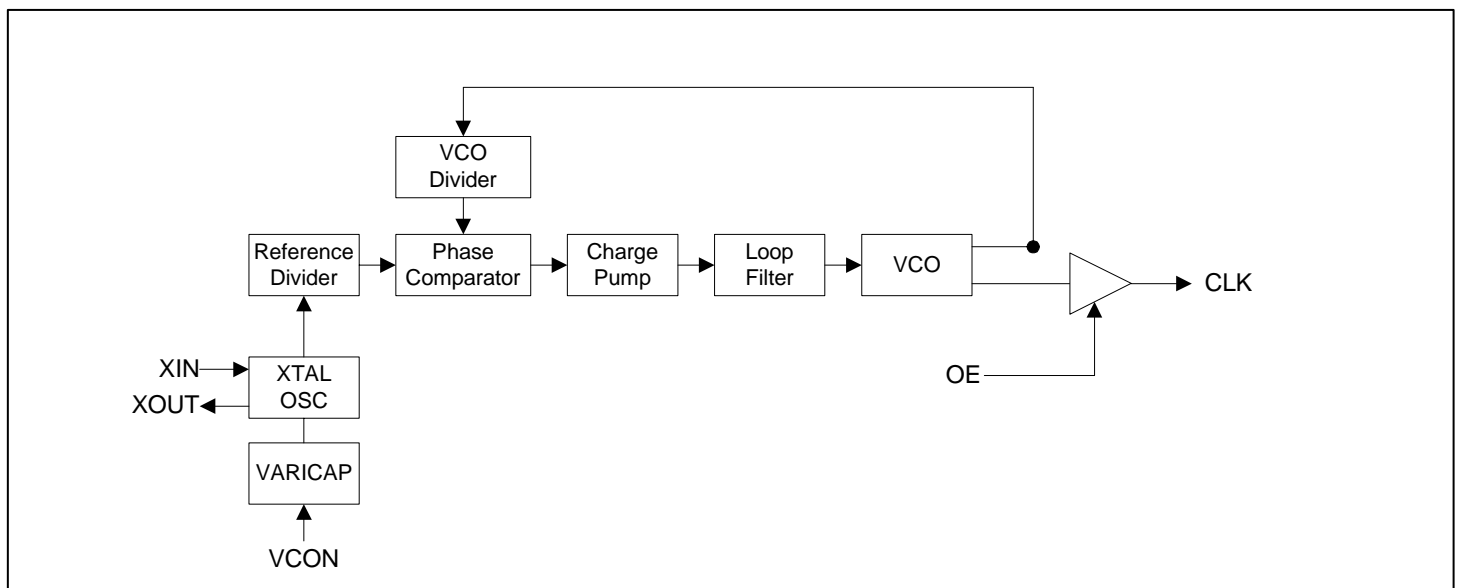 VCO
Divider
Reference
Divider
Phase
Comparator
Charge
Pump
Loop
Filter
VCO
CLK
XIN
XOUT
XTAL
OSC
OE
VARICAP
VCON